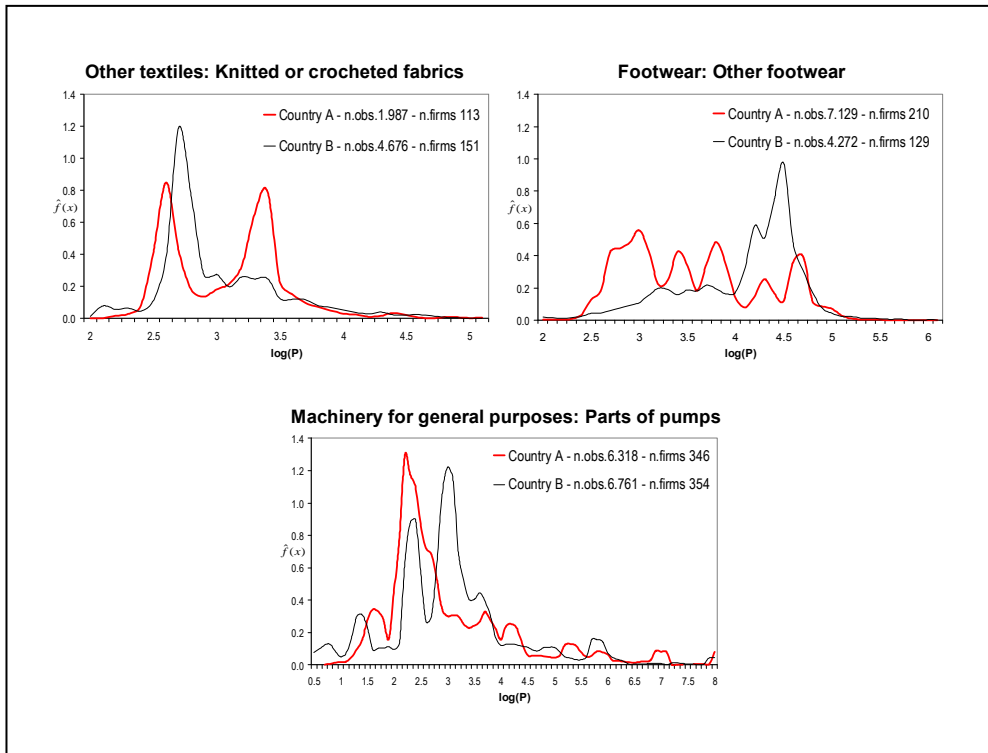 Other textiles: Knitted or crocheted fabrics
1.4
1.2
1.0
0.8
0.6
0.4
0.2
0.0
f̂(x)
Country A - n.obs.1.987 - n.firms 113
Country B - n.obs.4.676 - n.firms 151
2 2.5 3 3.5 4 4.5 5
log(P)
Footwear: Other footwear
1.4
1.2
1.0
0.8
0.6
0.4
0.2
0.0
f̂(x)
Country A - n.obs.7.129 - n.firms 210
Country B - n.obs.4.272 - n.firms 129
2 2.5 3 3.5 4 4.5 5 5.5 6
log(P)
Machinery for general purposes: Parts of pumps
1.4
1.2
1.0
0.8
0.6
0.4
0.2
0.0
f̂(x)
Country A - n.obs.6.318 - n.firms 346
Country B - n.obs.6.761 - n.firms 354
0.5 1 1.5 2 2.5 3 3.5 4 4.5 5 5.5 6 6.5 7 7.5 8
log(P)